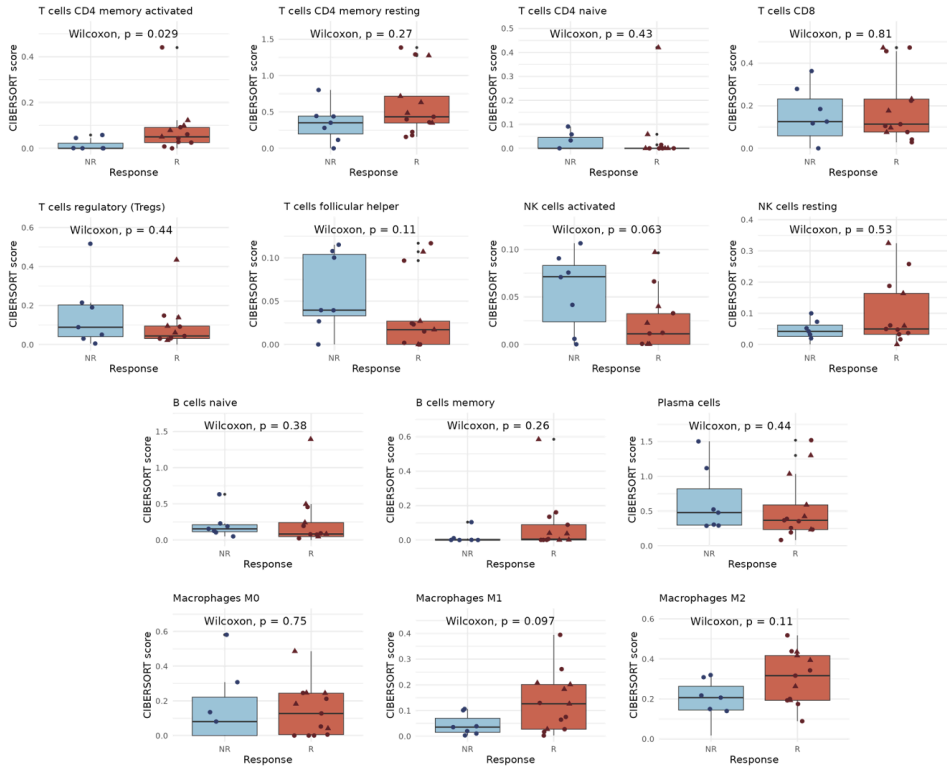 T cells CD4 memory activated
Wilcoxon, p = 0.029
CIBERSORT score
0.4
0.2
0.0
NR
R
Response
T cells CD4 memory resting
Wilcoxon, p = 0.27
CIBERSORT score
1.5
1.0
0.5
0.0
NR
R
Response
T cells CD4 naive
Wilcoxon, p = 0.43
CIBERSORT score
0.5
0.4
0.3
0.2
0.1
0.0
NR
R
Response
T cells CD8
Wilcoxon, p = 0.81
CIBERSORT score
0.4
0.2
0.0
NR
R
Response
T cells regulatory (Tregs)
Wilcoxon, p = 0.44
CIBERSORT score
0.6
0.4
0.2
0.0
NR
R
Response
T cells follicular helper
Wilcoxon, p = 0.11
CIBERSORT score
0.10
0.05
0.00
NR
R
Response
NK cells activated
Wilcoxon, p = 0.063
CIBERSORT score
0.10
0.05
0.00
NR
R
Response
NK cells resting
Wilcoxon, p = 0.53
CIBERSORT score
0.4
0.3
0.2
0.1
0.0
NR
R
Response
B cells naive
Wilcoxon, p = 0.38
CIBERSORT score
1.5
1.0
0.5
0.0
NR
R
Response
B cells memory
Wilcoxon, p = 0.26
CIBERSORT score
0.6
0.4
0.2
0.0
NR
R
Response
Plasma cells
Wilcoxon, p = 0.44
CIBERSORT score
1.5
1.0
0.5
0.0
NR
R
Response
Macrophages M0
Wilcoxon, p = 0.75
CIBERSORT score
0.6
0.4
0.2
0.0
NR
R
Response
Macrophages M1
Wilcoxon, p = 0.097
CIBERSORT score
0.4
0.3
0.2
0.1
0.0
NR
R
Response
Macrophages M2
Wilcoxon, p = 0.11
CIBERSORT score
0.6
0.4
0.2
0.0
NR
R
Response